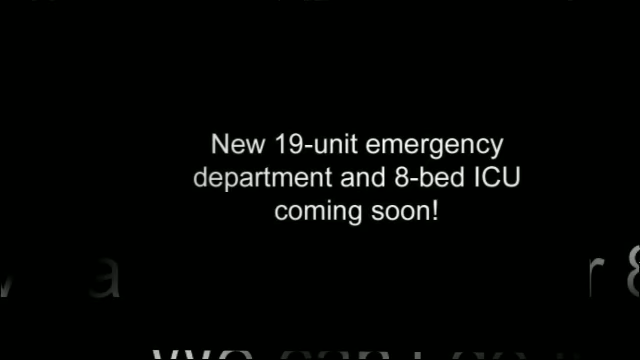 New 19-unit emergency
department and 8-bed ICU
coming soon!